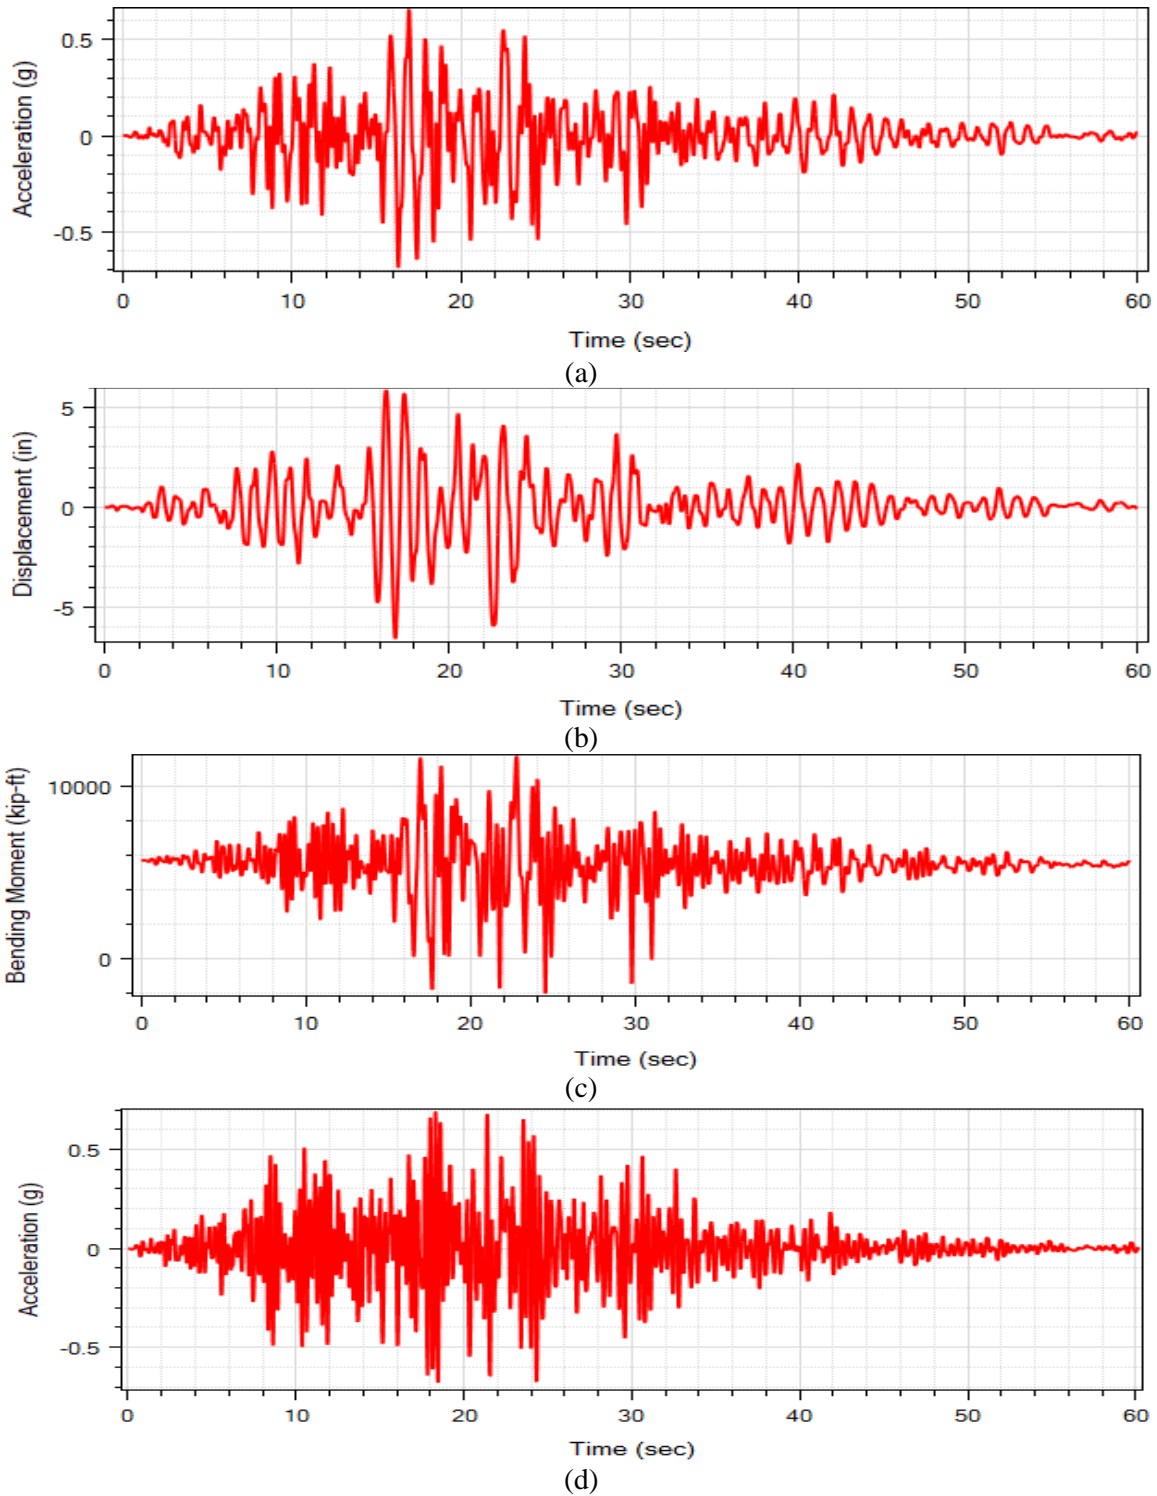 Acceleration (g)
0.5
0
-0.5
0 10 20 30 40 50 60
Time (sec)
(a)
Displacement (in)
5
0
-5
0 10 20 30 40 50 60
Time (sec)
(b)
Bending Moment (kip-ft)
10000
0
0 10 20 30 40 50 60
Time (sec)
(c)
Acceleration (g)
0.5
0
-0.5
0 10 20 30 40 50 60
Time (sec)
(d)